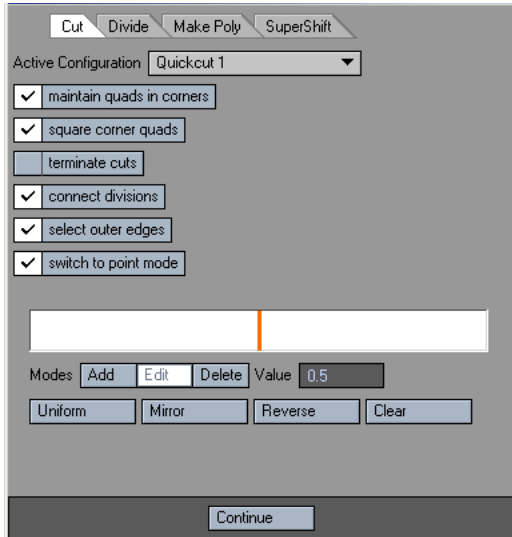 Cut Divide Make Poly SuperShift
Active Configuration Quickcut 1
maintain quads in corners
square corner quads
terminate cuts
connect divisions
select outer edges
switch to point mode
Modes Add Edit Delete Value 0.5
Uniform Mirror Reverse Clear
Continue